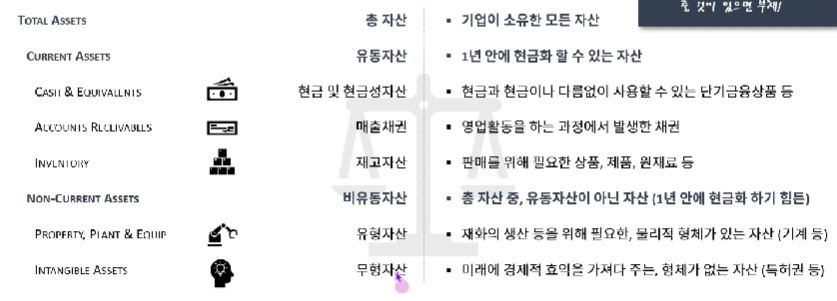 줄 것이 있으면 부채!
TOTAL ASSETS 총 자산 ▪ 기업이 소유한 모든 자산
CURRENT ASSETS 유동자산 ▪ 1년 안에 현금화 할 수 있는 자산
CASH & EQUIVALENTS 현금 및 현금성자산 ▪ 현금과 현금이나 다름없이 사용할 수 있는 단기금융상품 등
ACCOUNTS RECEIVABLES 매출채권 ▪ 영업활동을 하는 과정에서 발생한 채권
INVENTORY 재고자산 ▪ 판매를 위해 필요한 상품, 제품, 원재료 등
NON-CURRENT ASSETS 비유동자산 ▪ 총 자산 중, 유동자산이 아닌 자산 (1년 안에 현금화 하기 힘든)
PROPERTY, PLANT & EQUIP 유형자산 ▪ 재화의 생산 등을 위해 필요한, 물리적 형체가 있는 자산 (기계 등)
INTANGIBLE ASSETS 무형자산 ▪ 미래에 경제적 효익을 가져다 주는, 형체가 없는 자산 (특허권 등)